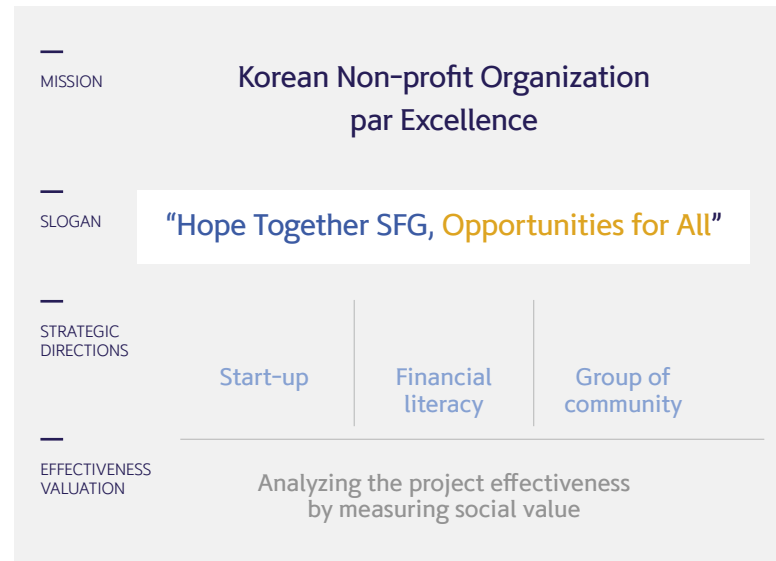 MISSION
Korean Non-profit Organization
par Excellence
SLOGAN
“Hope Together SFG, Opportunities for All”
STRATEGIC
DIRECTIONS
Start-up
Financial
literacy
Group of
community
EFFECTIVENESS
VALUATION
Analyzing the project effectiveness
by measuring social value